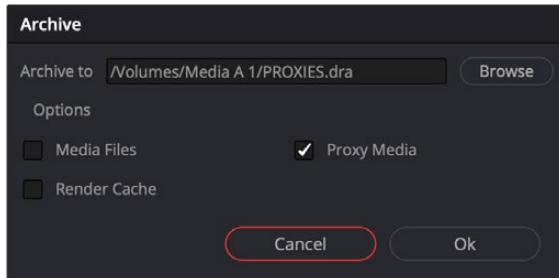 Archive
Archive to /Volumes/Media A 1/PROXIES.dra Browse
Options
Media Files Proxy Media
Render Cache
Cancel Ok